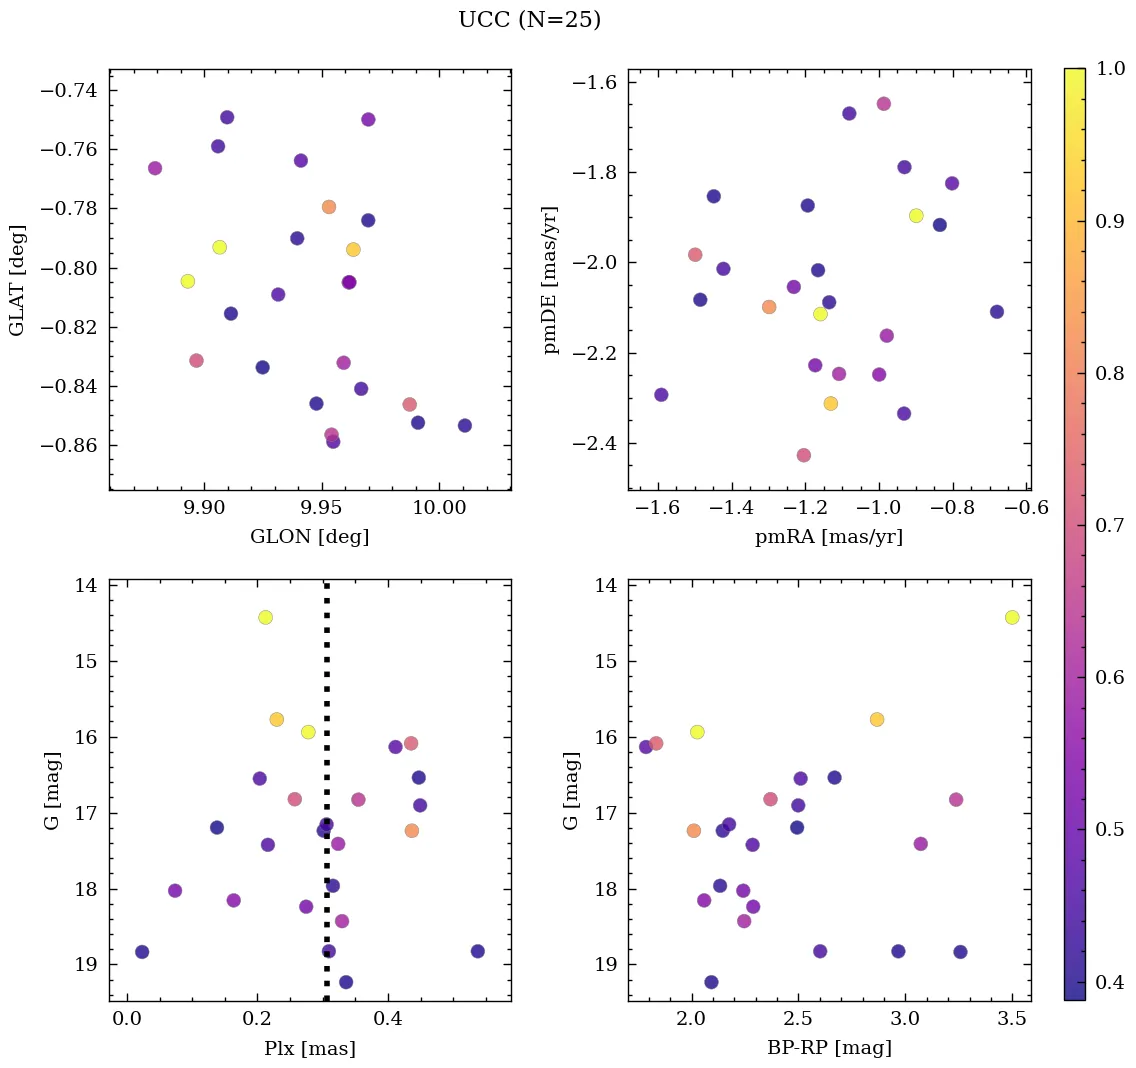 UCC (N=25)
−0.74
−0.76
−0.78
−0.80
−0.82
−0.84
−0.86
GLAT [deg]
9.90 9.95 10.00
GLON [deg]
−1.6
−1.8
−2.0
−2.2
−2.4
pmDE [mas/yr]
−1.6 −1.4 −1.2 −1.0 −0.8 −0.6
pmRA [mas/yr]
14
15
16
17
18
19
G [mag]
0.0 0.2 0.4
Plx [mas]
14
15
16
17
18
19
G [mag]
2.0 2.5 3.0 3.5
BP-RP [mag]
1.0
0.9
0.8
0.7
0.6
0.5
0.4